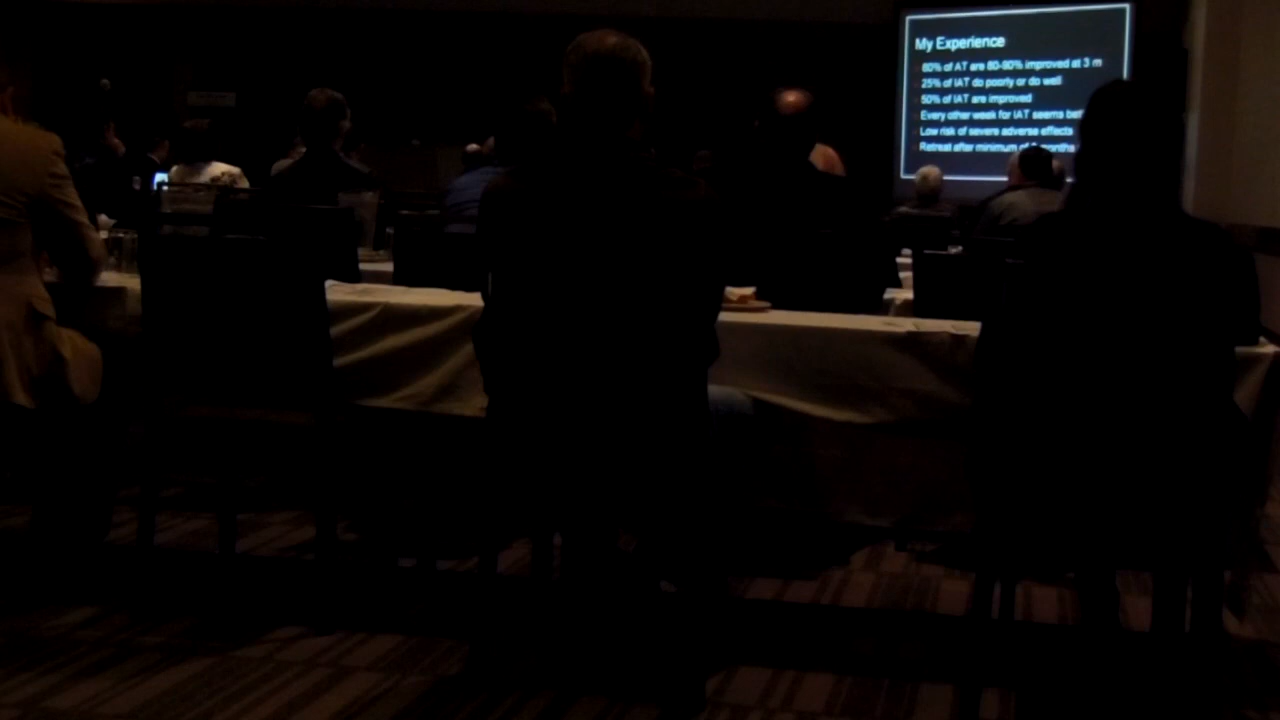 My Experience
80% of AT are 80-90% improved at 3 m
25% of IAT do poorly or do well
50% of IAT are improved
Every other week for IAT seems
Low risk of severe adverse effects
Retreat after minimum of months